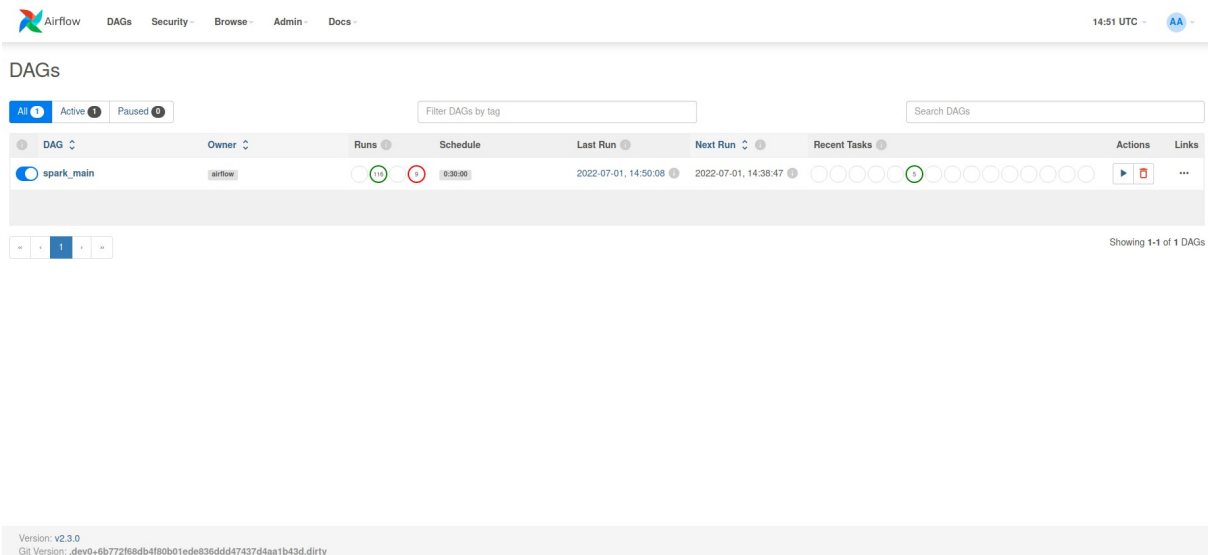 Airflow DAGs Security Browse Admin Docs 14:51 UTC AA
DAGs
All 1 Active 1 Paused 0 Filter DAGs by tag Search DAGs
DAG Owner Runs Schedule Last Run Next Run Recent Tasks Actions Links
spark_main airflow 116 9 0:30:00 2022-07-01, 14:50:08 2022-07-01, 14:38:47 5 ...
« ‹ 1 › » Showing 1-1 of 1 DAGs
Version: v2.3.0
Git Version: .dev0+6b772f68db4f80b01ede836ddd47437d4aa1b43d.dirty